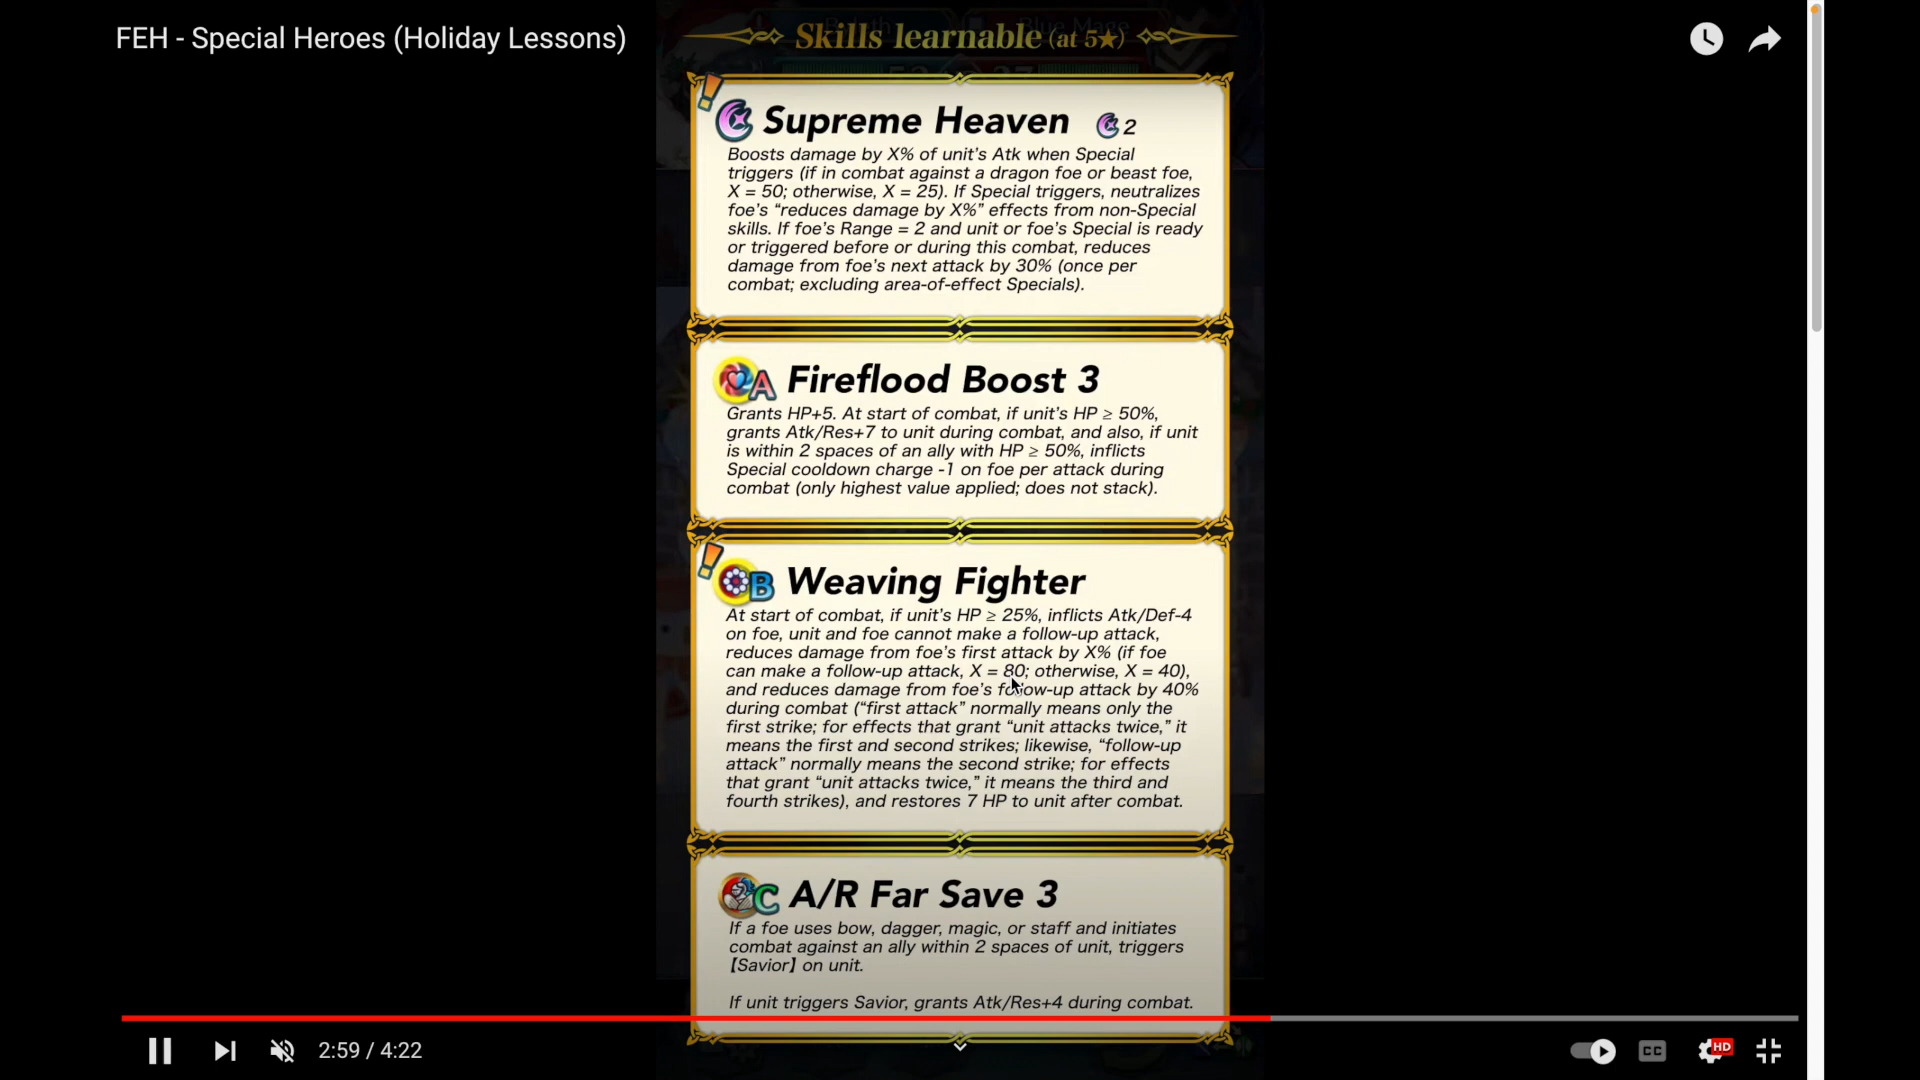 FEH - Special Heroes (Holiday Lessons)
Skills learnable (at 5★)
Supreme Heaven 2
Boosts damage by X% of unit's Atk when Special
triggers (if in combat against a dragon foe or beast foe,
X = 50; otherwise, X = 25). If Special triggers, neutralizes
foe's “reduces damage by X%” effects from non-Special
skills. If foe's Range = 2 and unit or foe's Special is ready
or triggered before or during this combat, reduces
damage from foe's next attack by 30% (once per
combat; excluding area-of-effect Specials).
A Fireflood Boost 3
Grants HP+5. At start of combat, if unit's HP ≥ 50%,
grants Atk/Res+7 to unit during combat, and also, if unit
is within 2 spaces of an ally with HP ≥ 50%, inflicts
Special cooldown charge -1 on foe per attack during
combat (only highest value applied; does not stack).
B Weaving Fighter
At start of combat, if unit's HP ≥ 25%, inflicts Atk/Def-4
on foe, unit and foe cannot make a follow-up attack,
reduces damage from foe's first attack by X% (if foe
can make a follow-up attack, X = 80; otherwise, X = 40),
and reduces damage from foe's follow-up attack by 40%
during combat (“first attack” normally means only the
first strike; for effects that grant “unit attacks twice,” it
means the first and second strikes; likewise, “follow-up
attack” normally means the second strike; for effects
that grant “unit attacks twice,” it means the third and
fourth strikes), and restores 7 HP to unit after combat.
C A/R Far Save 3
If a foe uses bow, dagger, magic, or staff and initiates
combat against an ally within 2 spaces of unit, triggers
【Savior】 on unit.
If unit triggers Savior, grants Atk/Res+4 during combat.
2:59 / 4:22
CC
HD